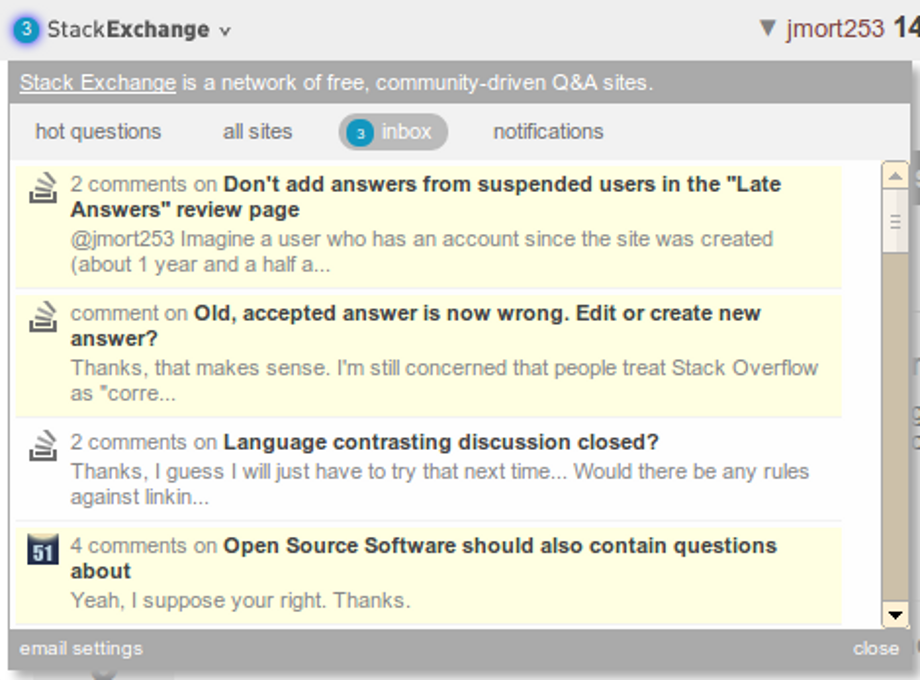 3 StackExchange
jmort253 14
Stack Exchange is a network of free, community-driven Q&A sites.
hot questions all sites 3 inbox notifications
2 comments on Don't add answers from suspended users in the "Late
Answers" review page
@jmort253 Imagine a user who has an account since the site was created
(about 1 year and a half a...
comment on Old, accepted answer is now wrong. Edit or create new
answer?
Thanks, that makes sense. I'm still concerned that people treat Stack Overflow
as "corre...
2 comments on Language contrasting discussion closed?
Thanks, I guess I will just have to try that next time... Would there be any rules
against linkin...
51 4 comments on Open Source Software should also contain questions
about
Yeah, I suppose your right. Thanks.
email settings close